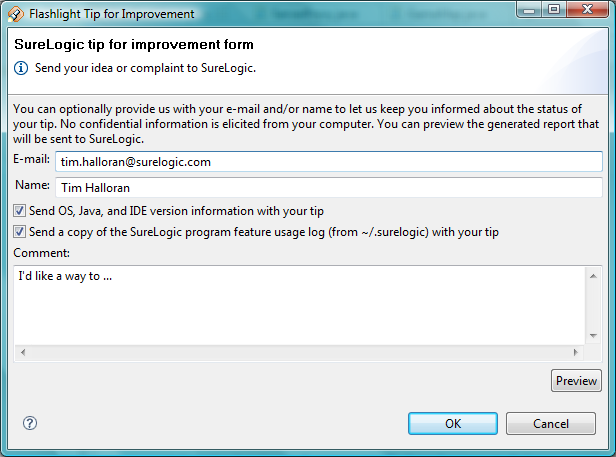 Flashlight Tip for Improvement
SureLogic tip for improvement form
Send your idea or complaint to SureLogic.
You can optionally provide us with your e-mail and/or name to let us keep you informed about the status of
your tip. No confidential information is elicited from your computer. You can preview the generated report that
will be sent to SureLogic.
E-mail: tim.halloran@surelogic.com
Name: Tim Halloran
Send OS, Java, and IDE version information with your tip
Send a copy of the SureLogic program feature usage log (from ~/.surelogic) with your tip
Comment:
I'd like a way to ...
Preview
? OK Cancel